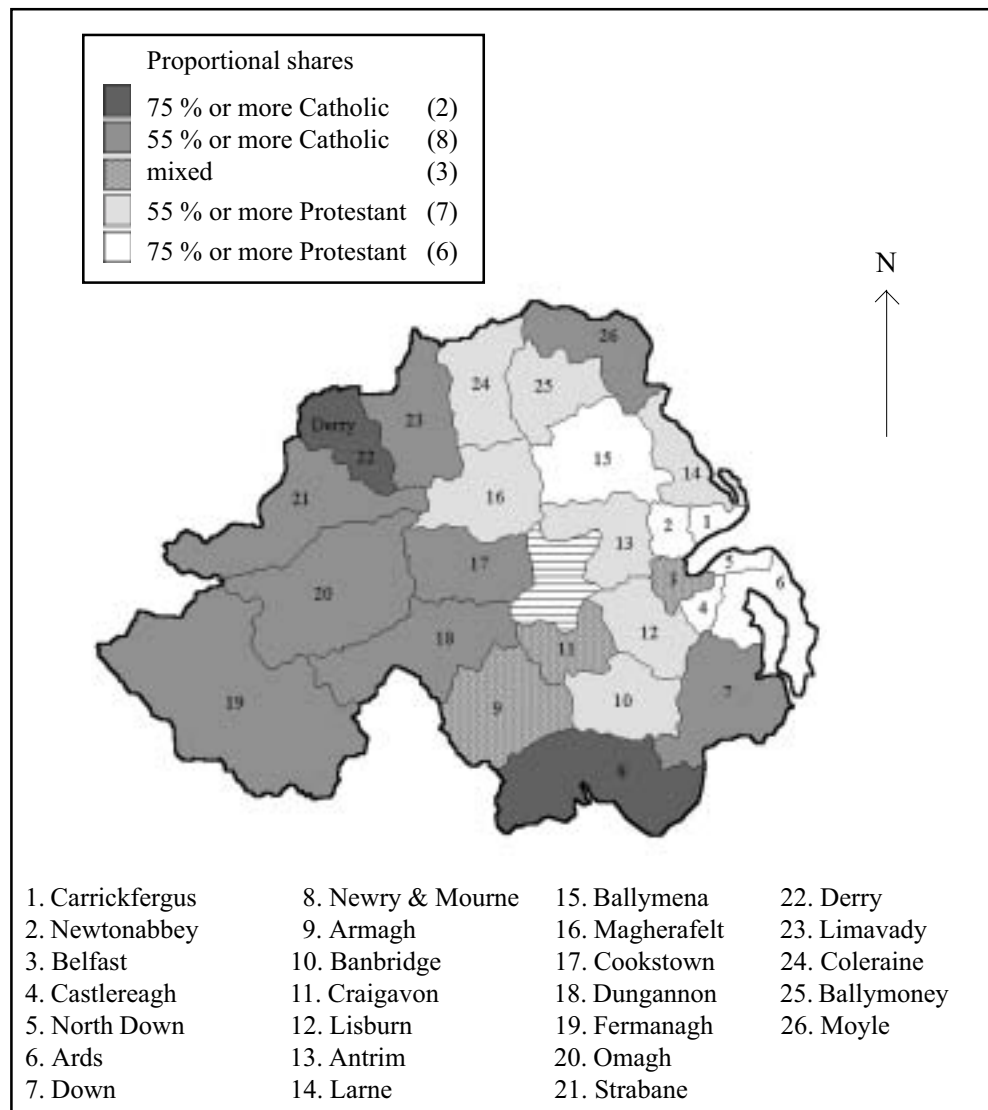 Proportional shares
75 % or more Catholic (2)
55 % or more Catholic (8)
mixed (3)
55 % or more Protestant (7)
75 % or more Protestant (6)
N
26
24
25
Derry
23
22
15
14
21
16
2
1
13
17
5
3
6
20
4
12
18
11
7
9
10
19
8
1. Carrickfergus
2. Newtonabbey
3. Belfast
4. Castlereagh
5. North Down
6. Ards
7. Down
8. Newry & Mourne
9. Armagh
10. Banbridge
11. Craigavon
12. Lisburn
13. Antrim
14. Larne
15. Ballymena
16. Magherafelt
17. Cookstown
18. Dungannon
19. Fermanagh
20. Omagh
21. Strabane
22. Derry
23. Limavady
24. Coleraine
25. Ballymoney
26. Moyle